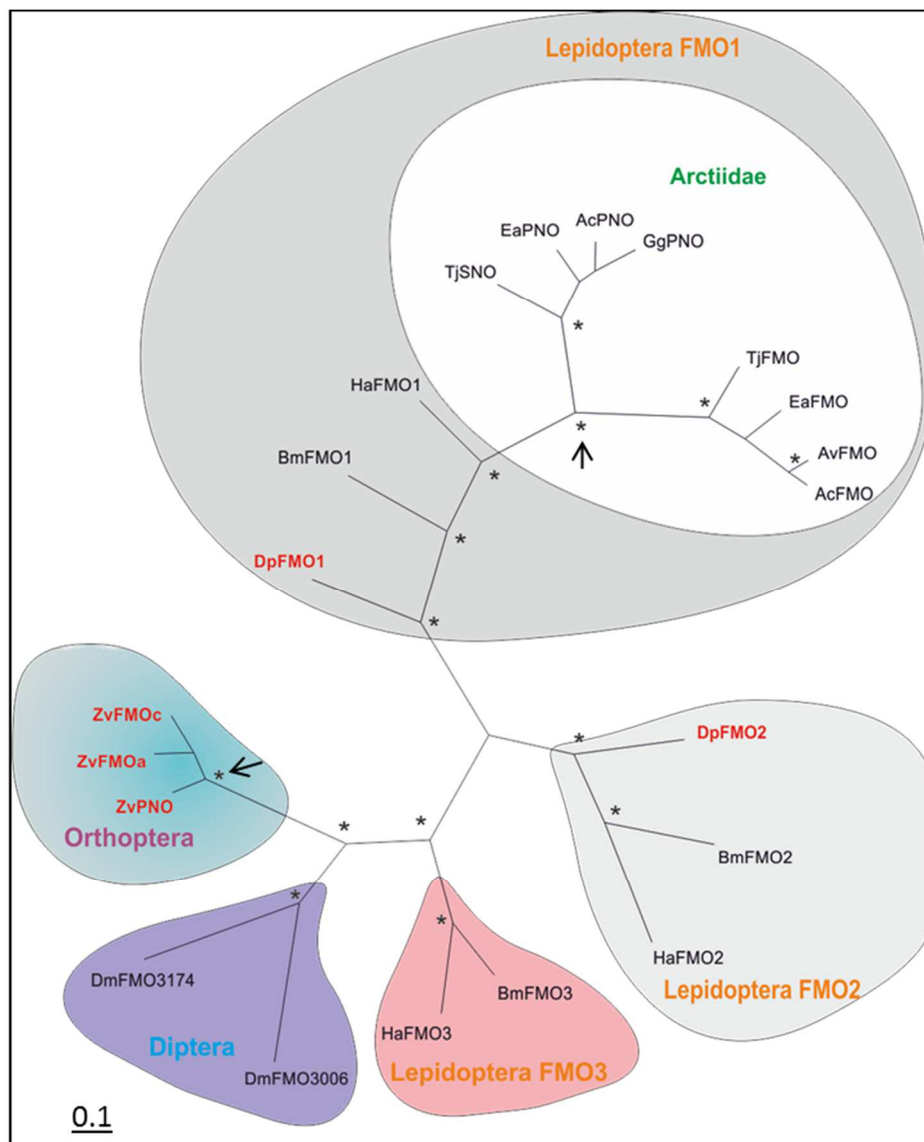 Lepidoptera FMO1
Arctiidae
AcPNO
EaPNO
GgPNO
TjSNO
*
TjFMO
HaFMO1
*
EaFMO
*
*
AvFMO
BmFMO1
*
AcFMO
*
DpFMO1
*
ZvFMOc
*
DpFMO2
ZvFMOa
*
ZvPNO
*
*
*
Orthoptera
BmFMO2
*
*
HaFMO2
DmFMO3174
BmFMO3
Lepidoptera FMO2
HaFMO3
Diptera
Lepidoptera FMO3
DmFMO3006
0.1